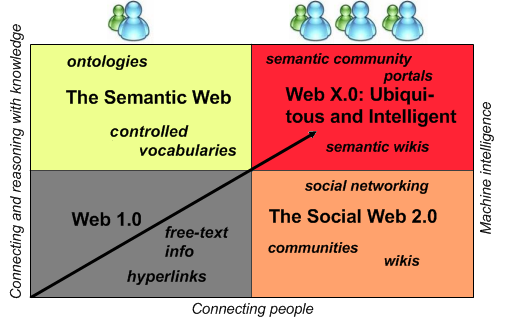 ontologies
The Semantic Web
controlled
vocabularies
semantic community
portals
Web X.0: Ubiqui-
tous and Intelligent
semantic wikis
Web 1.0
free-text
info
hyperlinks
social networking
The Social Web 2.0
communities
wikis
Connecting and reasoning with knowledge
Machine intelligence
Connecting people